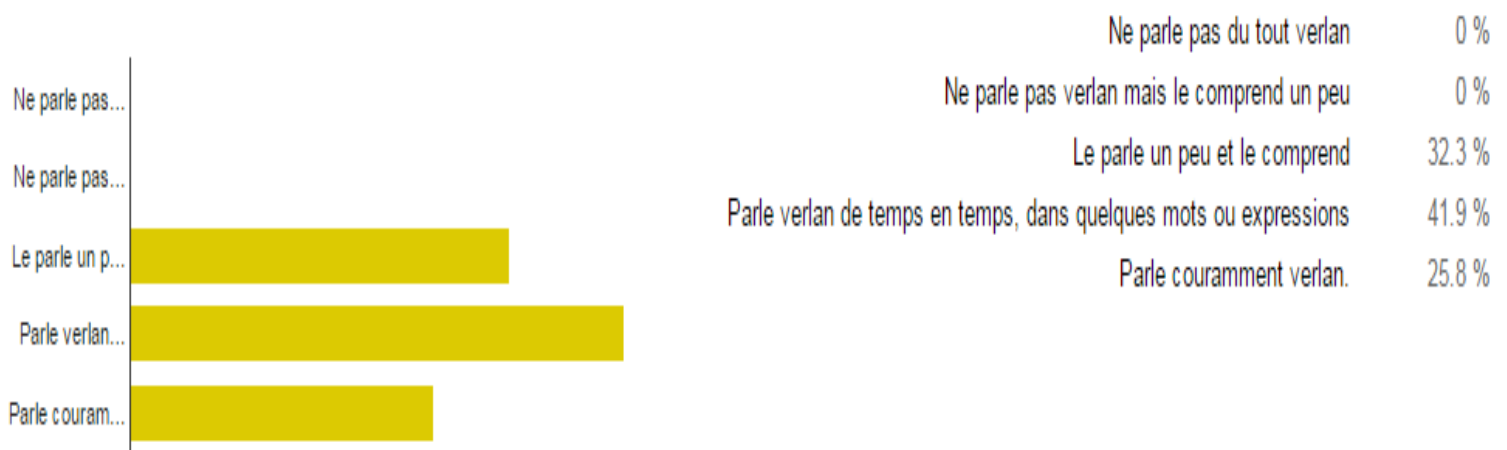 Ne parle pas...
Ne parle pas...
Le parle un p...
Parle verlan...
Parle couram...
Ne parle pas du tout verlan 0 %
Ne parle pas verlan mais le comprend un peu 0 %
Le parle un peu et le comprend 32.3 %
Parle verlan de temps en temps, dans quelques mots ou expressions 41.9 %
Parle couramment verlan. 25.8 %